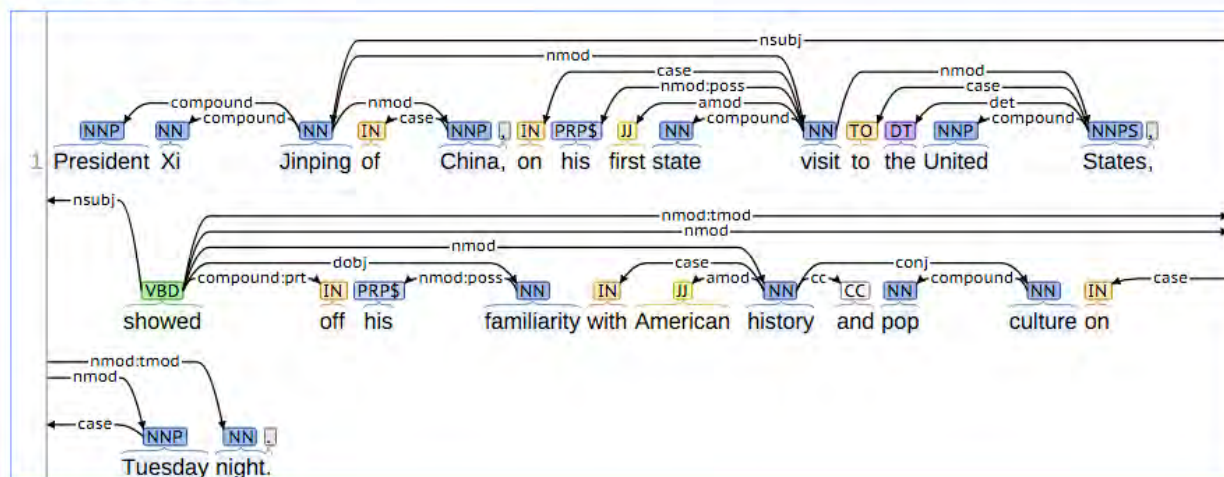 nsubj
nmod
case nmod
nmod:poss case
compound nmod amod det
compound case compound compound
NNP NN NN IN NNP , IN PRP$ JJ NN NN TO DT NNP NNPS ,
1 President Xi Jinping of China, on his first state visit to the United States,
nsubj
nmod:tmod
nmod
nmod
dobj case conj
compound:prt nmod:poss amod cc compound case
VBD IN PRP$ NN IN JJ NN CC NN NN IN
showed off his familiarity with American history and pop culture on
nmod:tmod
nmod
case
NNP NN .
Tuesday night.